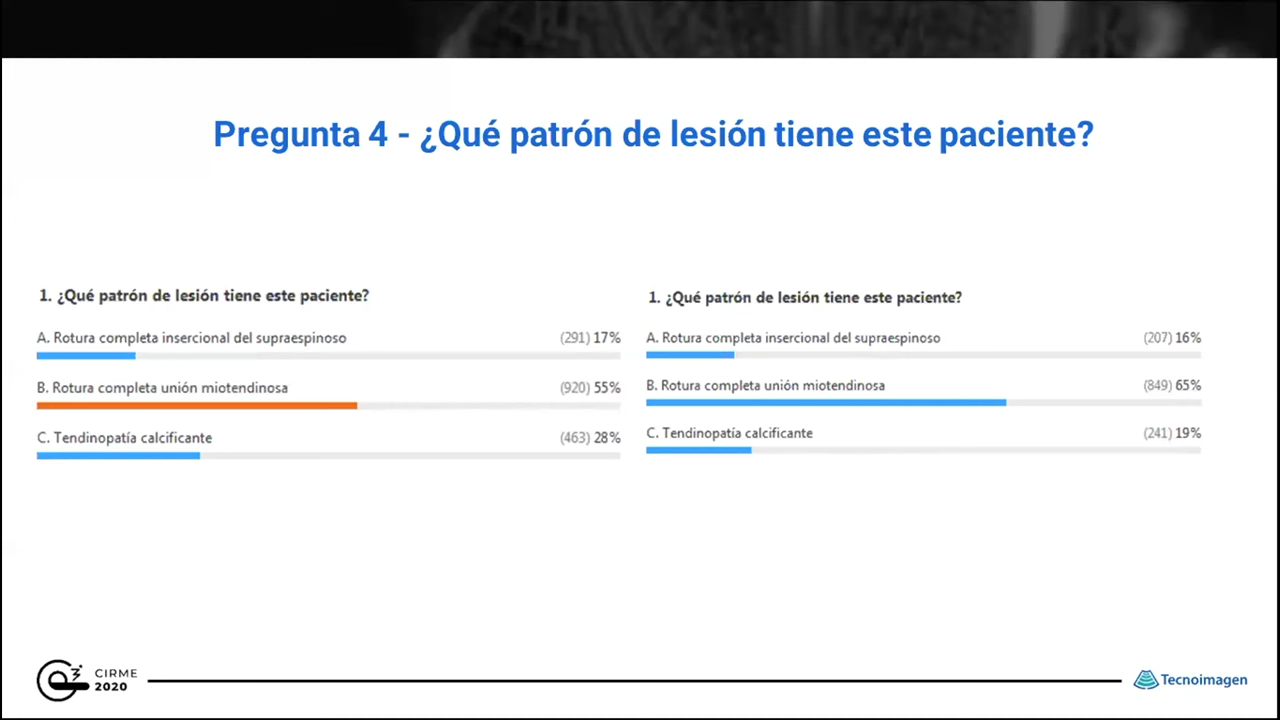 Pregunta 4 - ¿Qué patrón de lesión tiene este paciente?
1. ¿Qué patrón de lesión tiene este paciente?
A. Rotura completa insercional del supraespinoso (291) 17%
B. Rotura completa unión miotendinosa (920) 55%
C. Tendinopatía calcificante (463) 28%
1. ¿Qué patrón de lesión tiene este paciente?
A. Rotura completa insercional del supraespinoso (207) 16%
B. Rotura completa unión miotendinosa (849) 65%
C. Tendinopatía calcificante (241) 19%
CIRME
2020
Tecnoimagen